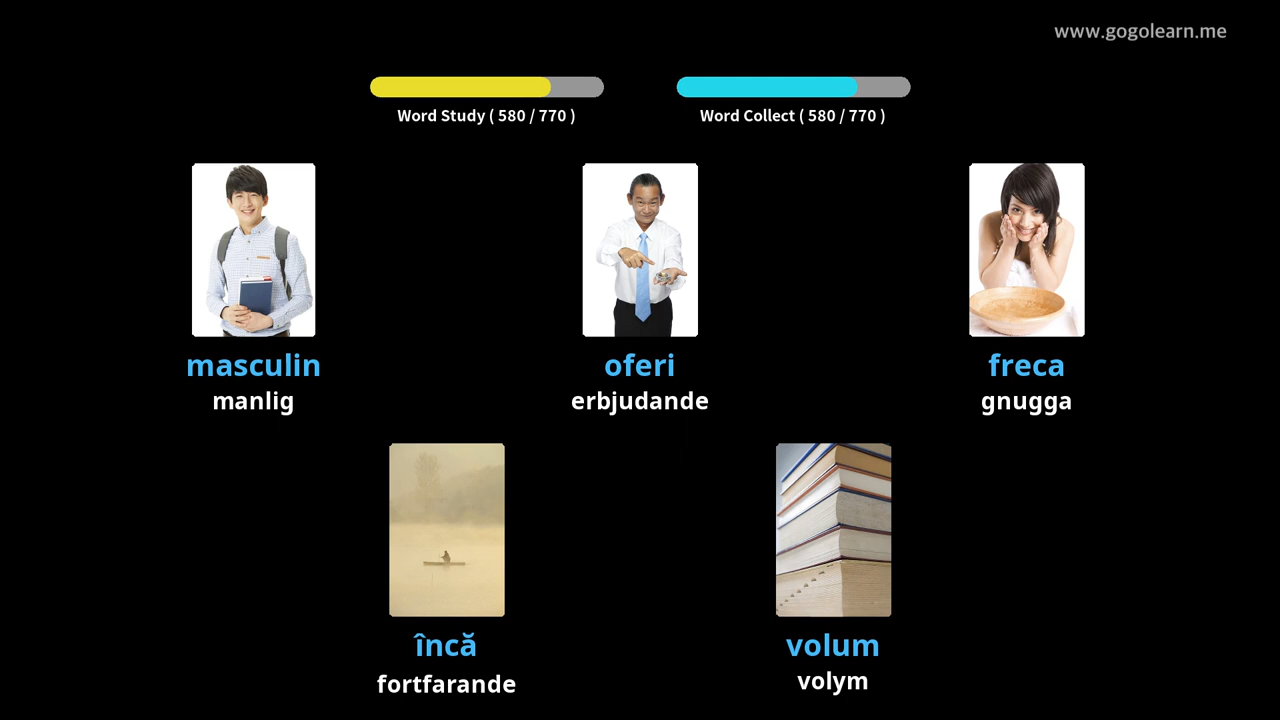 www.gogolearn.me
Word Study ( 580 / 770 )
Word Collect ( 580 / 770 )
masculin
manlig
oferi
erbjudande
freca
gnugga
încă
fortfarande
volum
volym